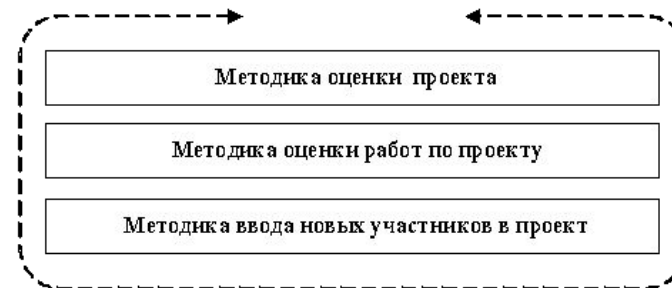 Методика оценки проекта
Методика оценки работ по проекту
Методика ввода новых участников в проект